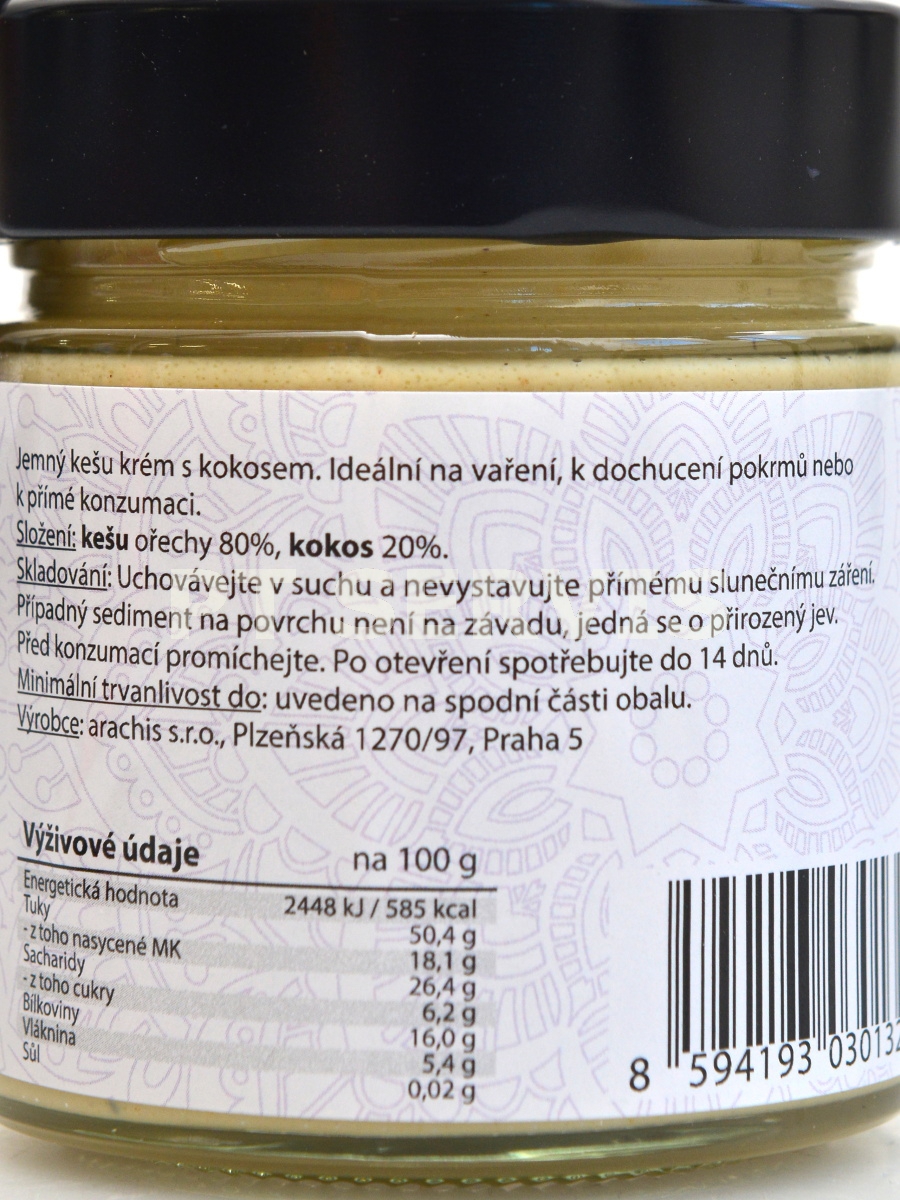 Jemný kešu krém s kokosem. Ideální na vaření, k dochucení pokrmů nebo
k přímé konzumaci.
Složení: kešu ořechy 80%, kokos 20%.
Skladování: Uchovávejte v suchu a nevystavujte přímému slunečnímu záření.
Případný sediment na povrchu není na závadu, jedná se o přirozený jev.
Před konzumací promíchejte. Po otevření spotřebujte do 14 dnů.
Minimální trvanlivost do: uvedeno na spodní části obalu.
Výrobce: arachis s.r.o., Plzeňská 1270/97, Praha 5
Výživové údaje na 100 g
Energetická hodnota 2448 kJ / 585 kcal
Tuky 50,4 g
- z toho nasycené MK 18,1 g
Sacharidy 26,4 g
- z toho cukry 6,2 g
Bílkoviny 16,0 g
Vláknina 5,4 g
Sůl 0,02 g
8 594193 030132